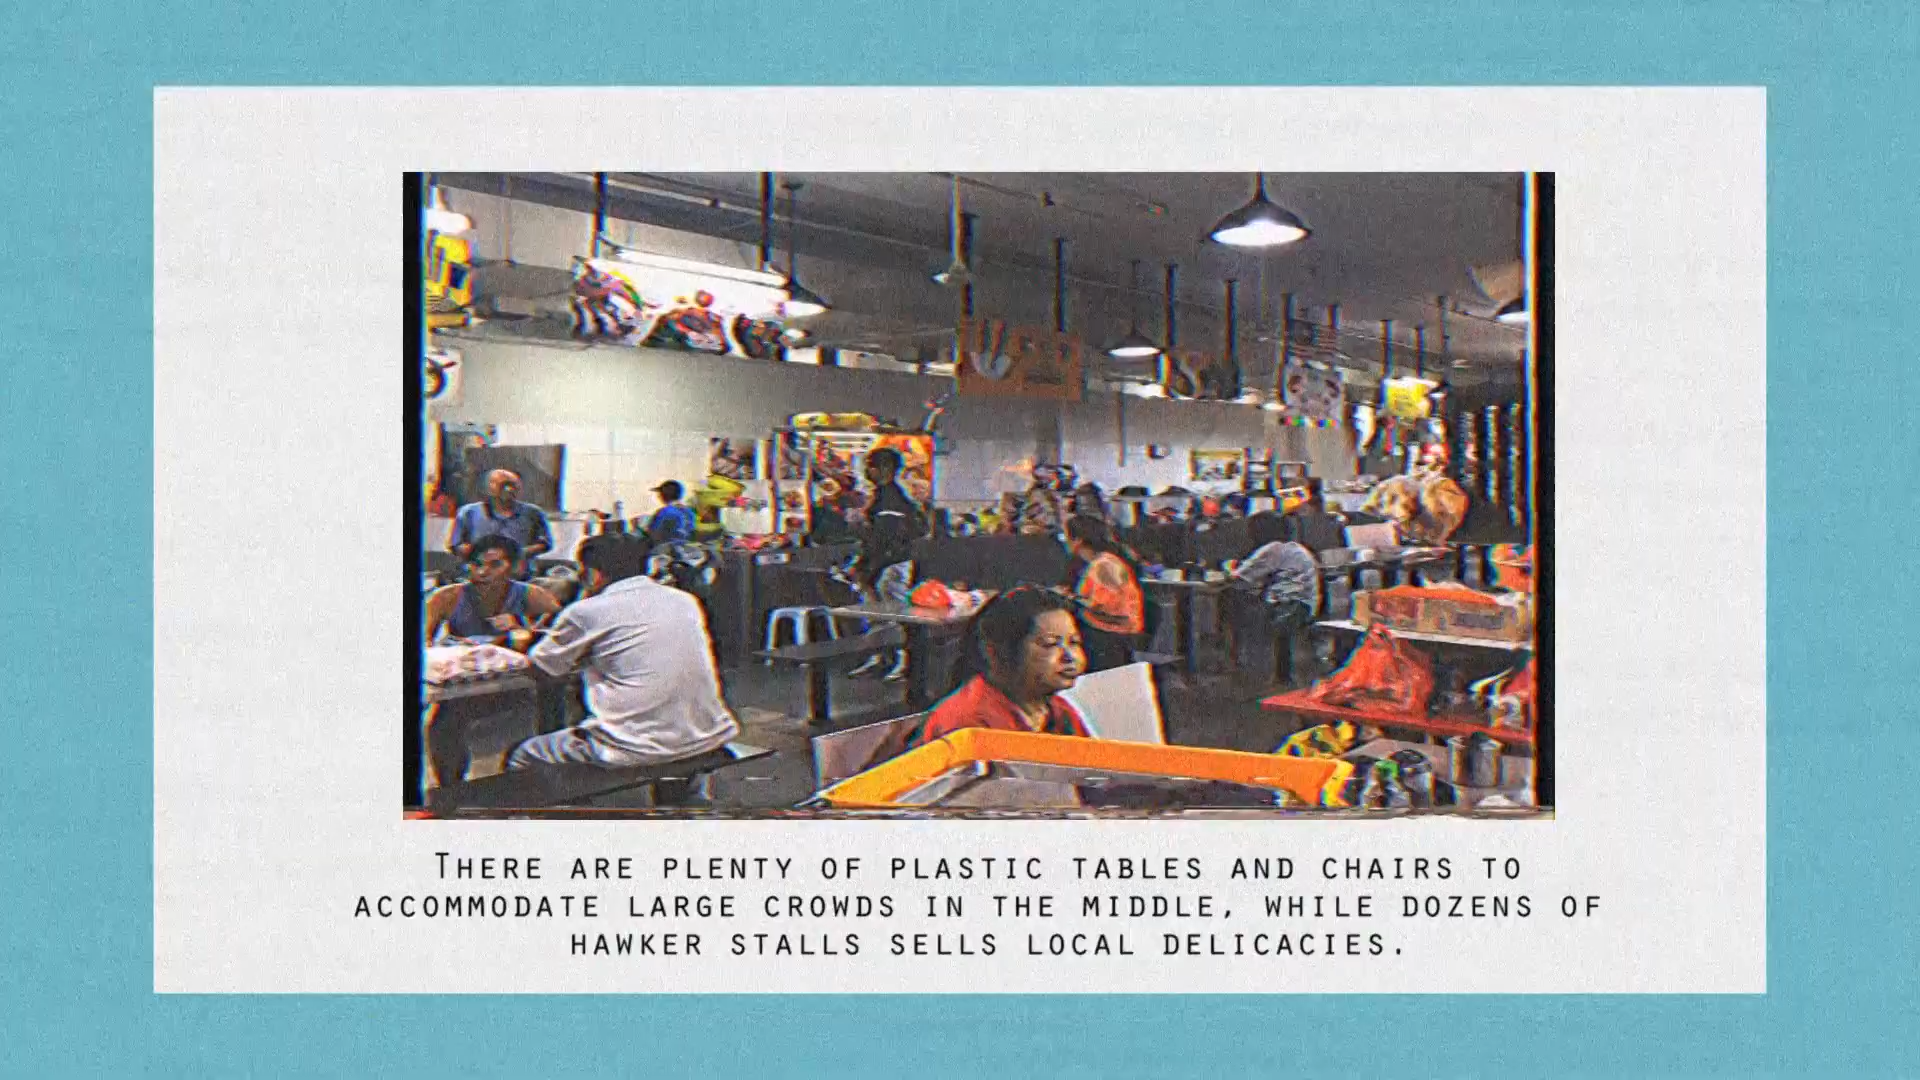 There are plenty of plastic tables and chairs to
accommodate large crowds in the middle, while dozens of
hawker stalls sells local delicacies.